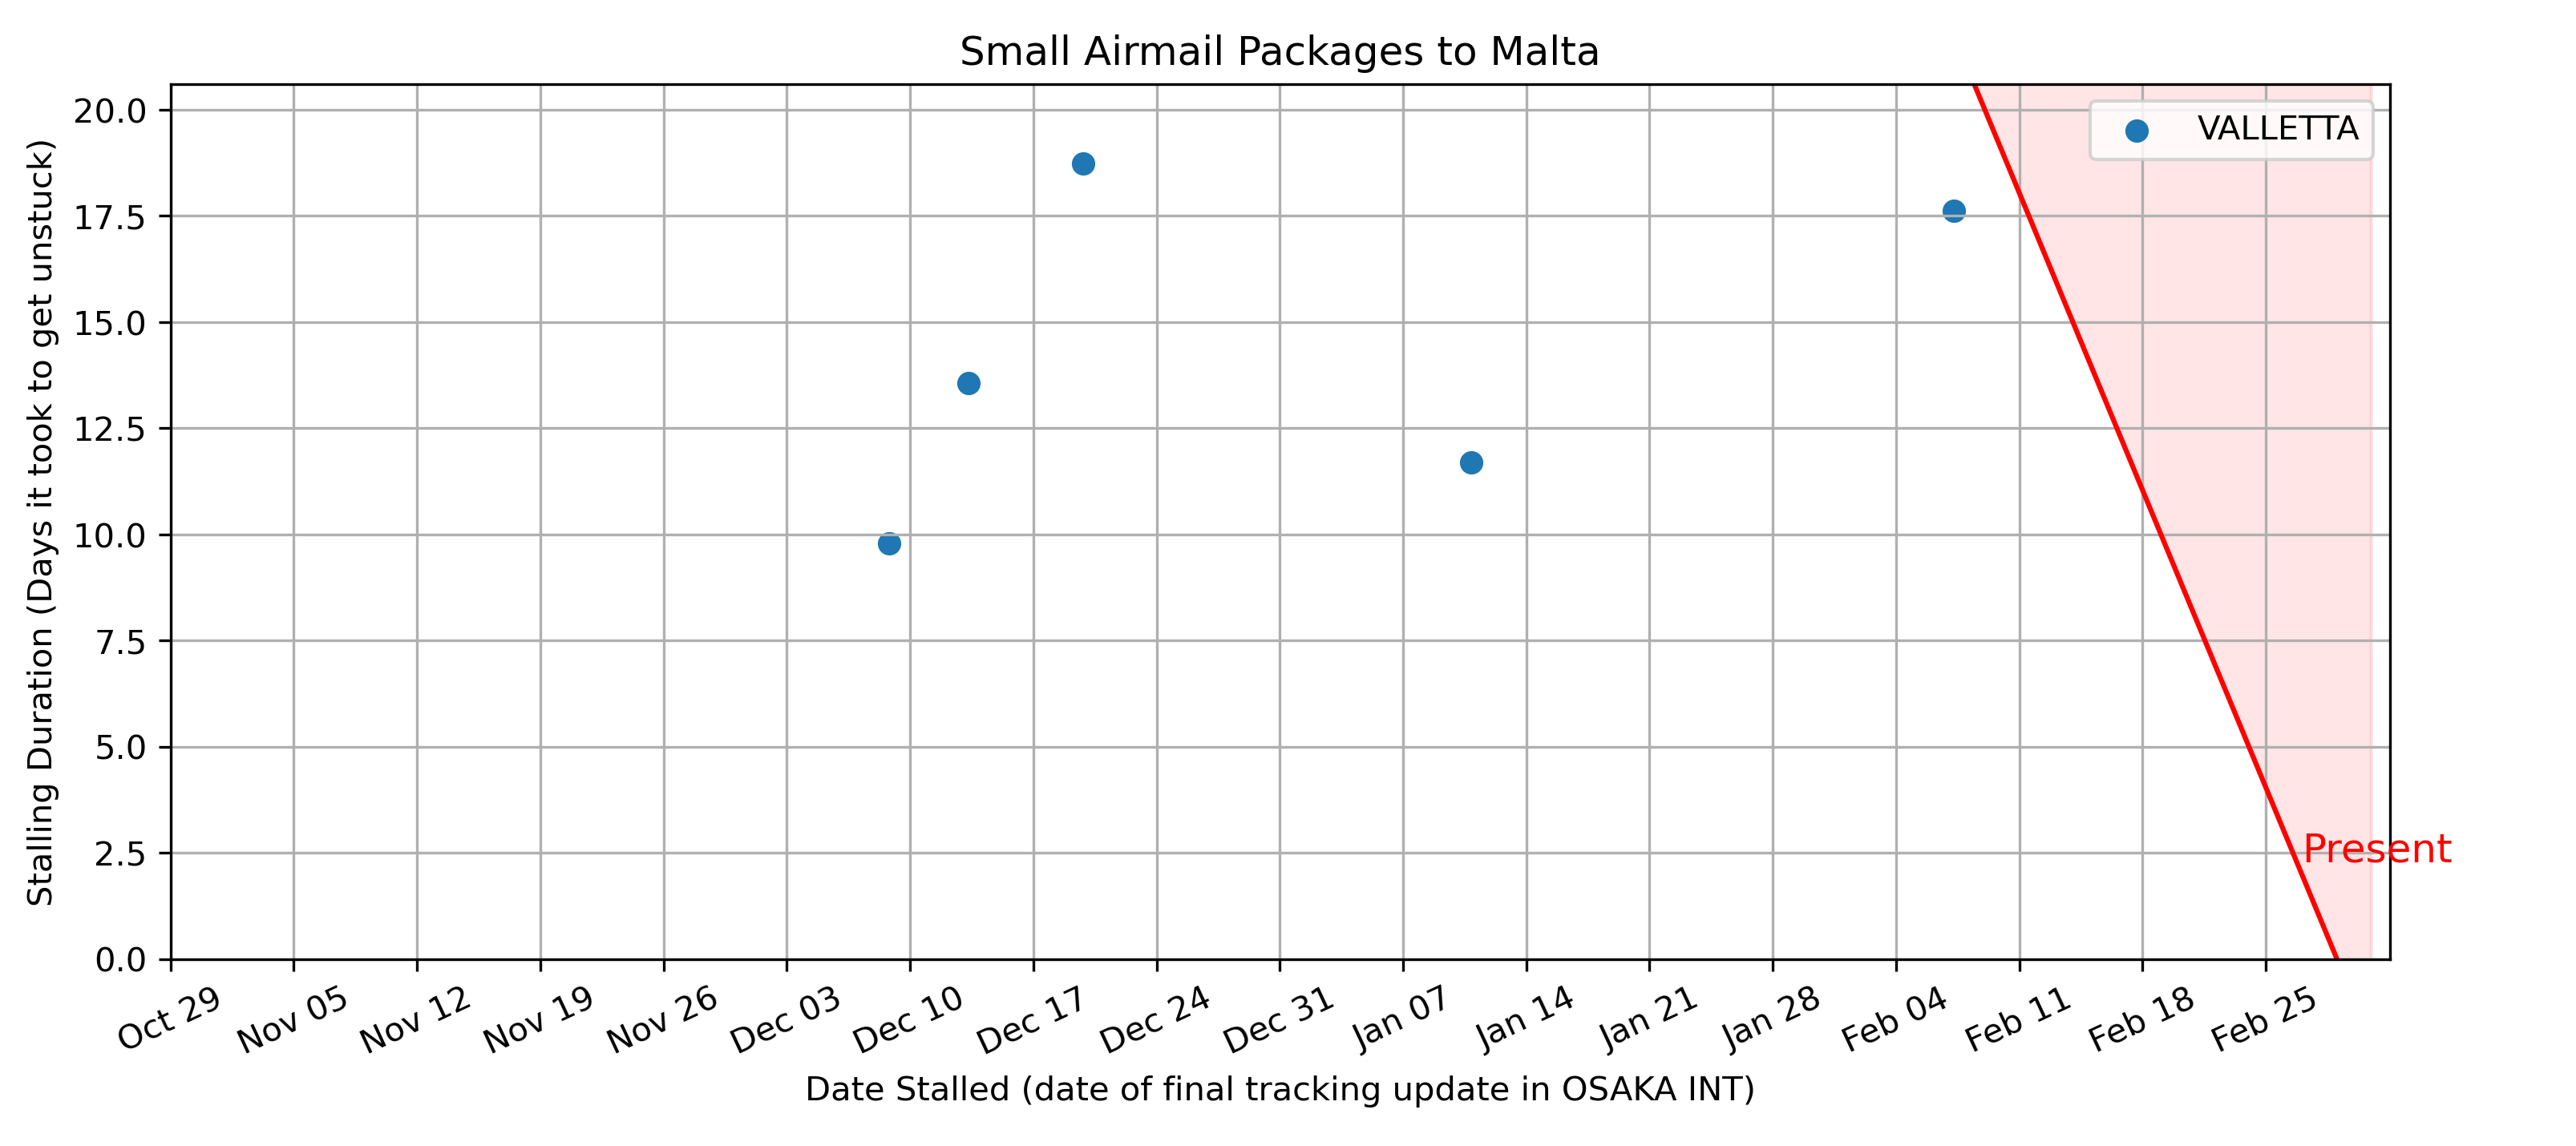 Small Airmail Packages to Malta
VALLETTA
Stalling Duration (Days it took to get unstuck)
20.0
17.5
15.0
12.5
10.0
7.5
5.0
2.5
0.0
Present
Oct 29
Nov 05
Nov 12
Nov 19
Nov 26
Dec 03
Dec 10
Dec 17
Dec 24
Dec 31
Jan 07
Jan 14
Jan 21
Jan 28
Feb 04
Feb 11
Feb 18
Feb 25
Date Stalled (date of final tracking update in OSAKA INT)